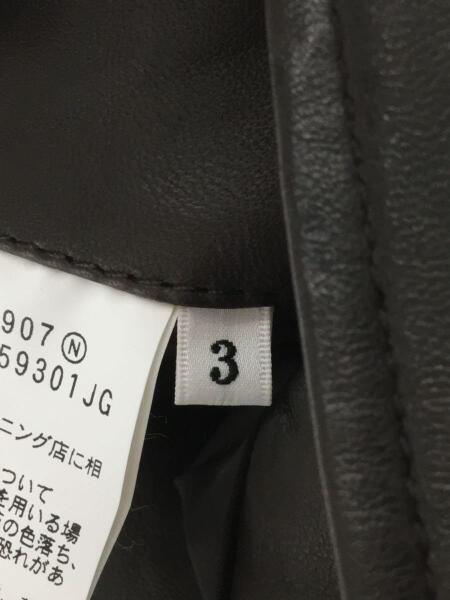 907 Ⓝ
59301JG
ニング店に相
ついて
を用いる場
の色落ち、
恐れがあ
3